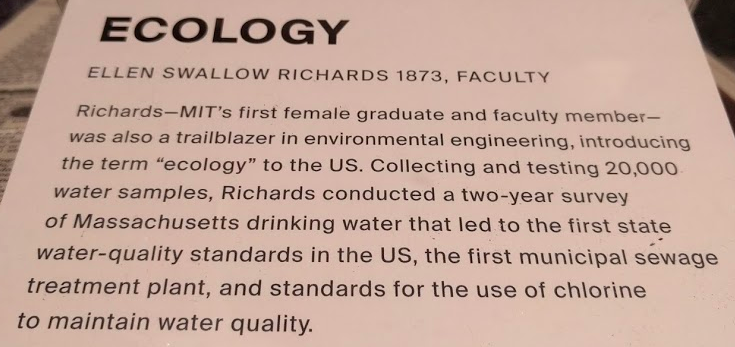 ECOLOGY
ELLEN SWALLOW RICHARDS 1873, FACULTY
Richards—MIT's first female graduate and faculty member—
was also a trailblazer in environmental engineering, introducing
the term “ecology” to the US. Collecting and testing 20,000
water samples, Richards conducted a two-year survey
of Massachusetts drinking water that led to the first state
water-quality standards in the US, the first municipal sewage
treatment plant, and standards for the use of chlorine
to maintain water quality.